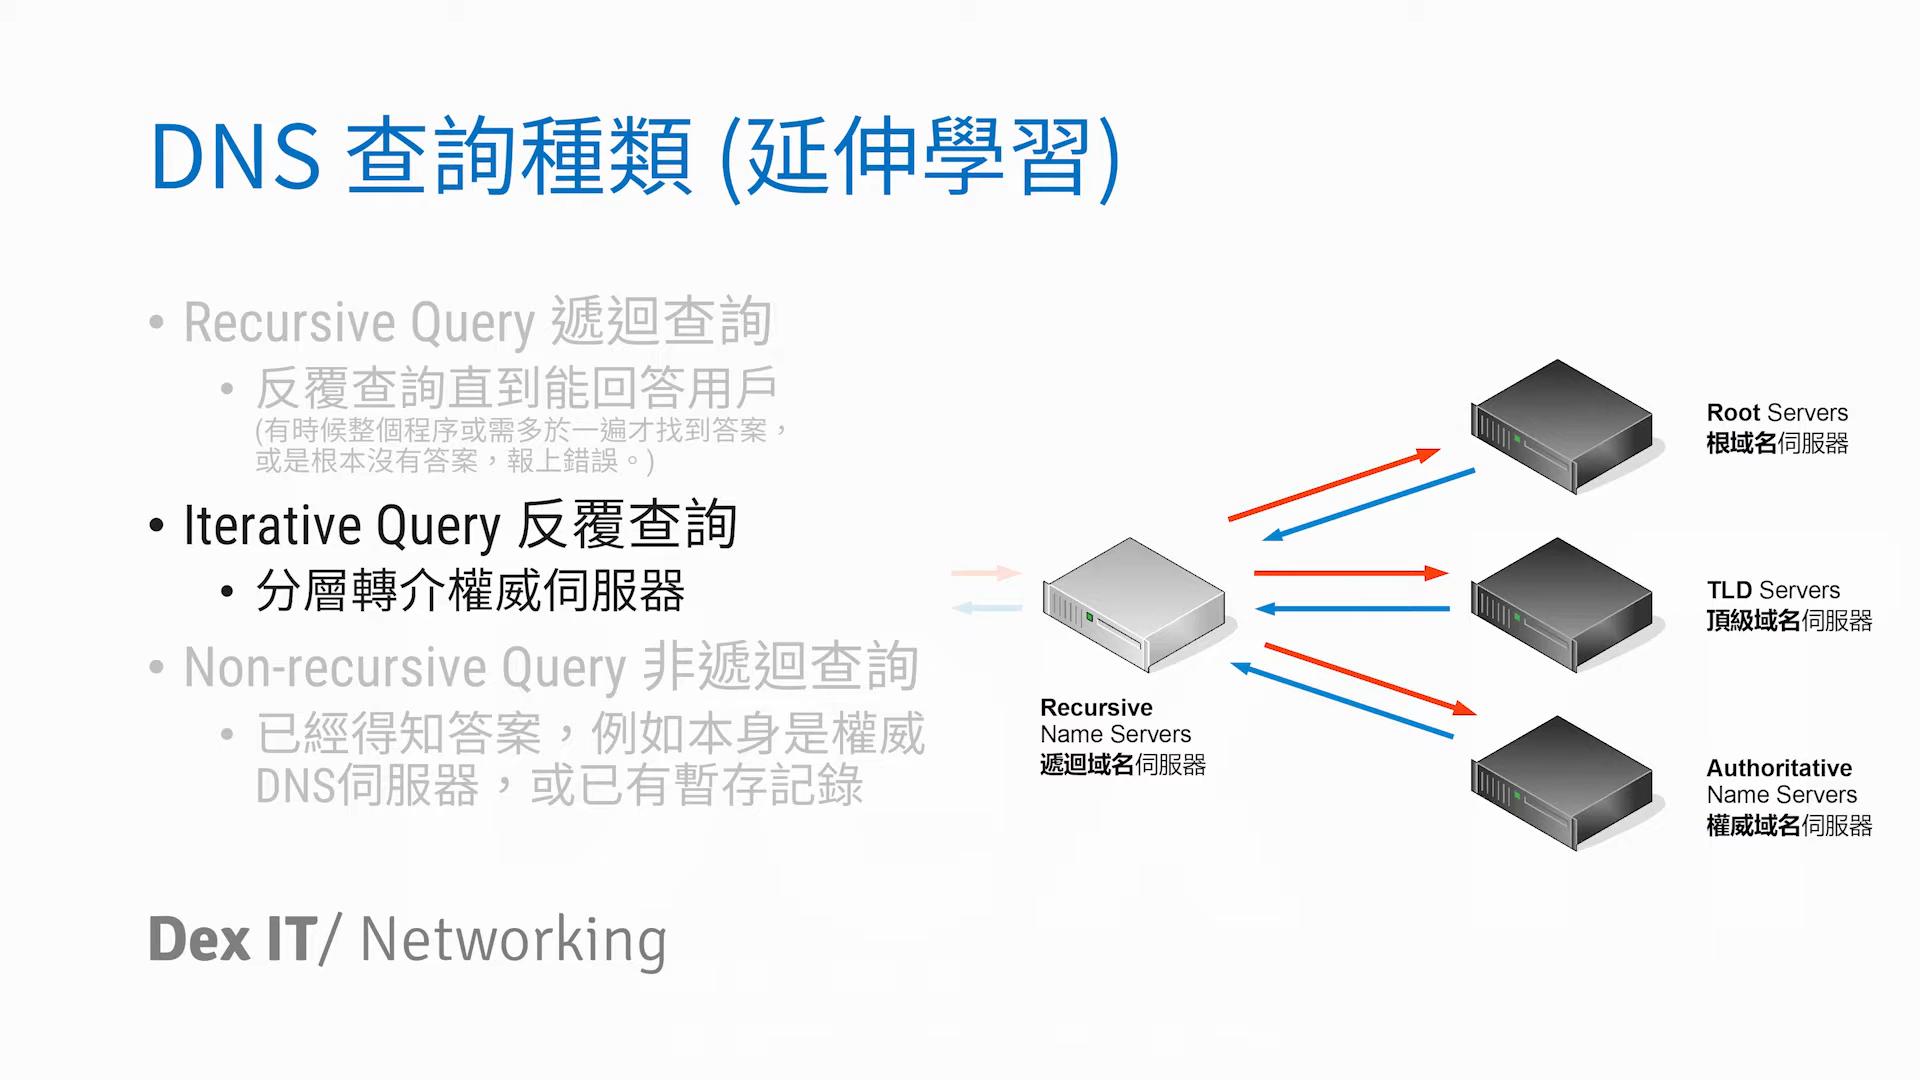 DNS 查詢種類 (延伸學習)
• Recursive Query 遞迴查詢
• 反覆查詢直到能回答用戶
(有時候整個程序或需多於一遍才找到答案，
或是根本沒有答案，報上錯誤。)
• Iterative Query 反覆查詢
• 分層轉介權威伺服器
• Non-recursive Query 非遞迴查詢
• 已經得知答案，例如本身是權威
DNS伺服器，或已有暫存記錄
Recursive
Name Servers
遞迴域名伺服器
Root Servers
根域名伺服器
TLD Servers
頂級域名伺服器
Authoritative
Name Servers
權威域名伺服器
Dex IT/ Networking